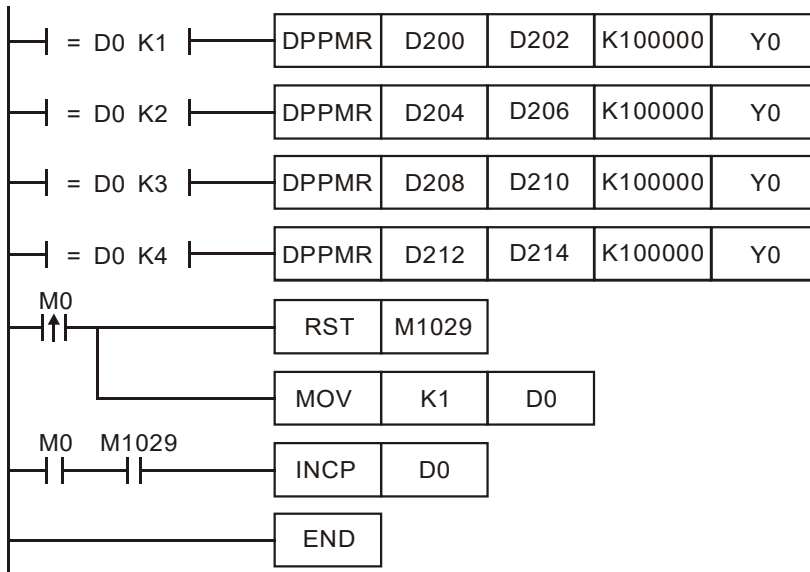 = D0 K1 DPPMR D200 D202 K100000 Y0
= D0 K2 DPPMR D204 D206 K100000 Y0
= D0 K3 DPPMR D208 D210 K100000 Y0
= D0 K4 DPPMR D212 D214 K100000 Y0
M0
RST M1029
MOV K1 D0
M0 M1029
INCP D0
END